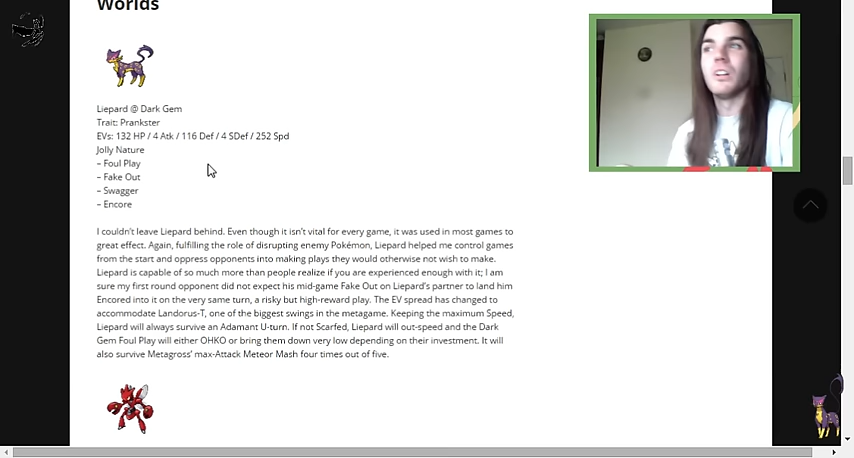 Worlds
Liepard @ Dark Gem
Trait: Prankster
EVs: 132 HP / 4 Atk / 116 Def / 4 SDef / 252 Spd
Jolly Nature
– Foul Play
– Fake Out
– Swagger
– Encore
I couldn't leave Liepard behind. Even though it isn't vital for every game, it was used in most games to
great effect. Again, fulfilling the role of disrupting enemy Pokémon, Liepard helped me control games
from the start and oppress opponents into making plays they would otherwise not wish to make.
Liepard is capable of so much more than people realize if you are experienced enough with it; I am
sure my first round opponent did not expect his mid-game Fake Out on Liepard's partner to land him
Encored into it on the very same turn, a risky but high-reward play. The EV spread has changed to
accommodate Landorus-T, one of the biggest swings in the metagame. Keeping the maximum Speed,
Liepard will always survive an Adamant U-turn. If not Scarfed, Liepard will out-speed and the Dark
Gem Foul Play will either OHKO or bring them down very low depending on their investment. It will
also survive Metagross' max-Attack Meteor Mash four times out of five.